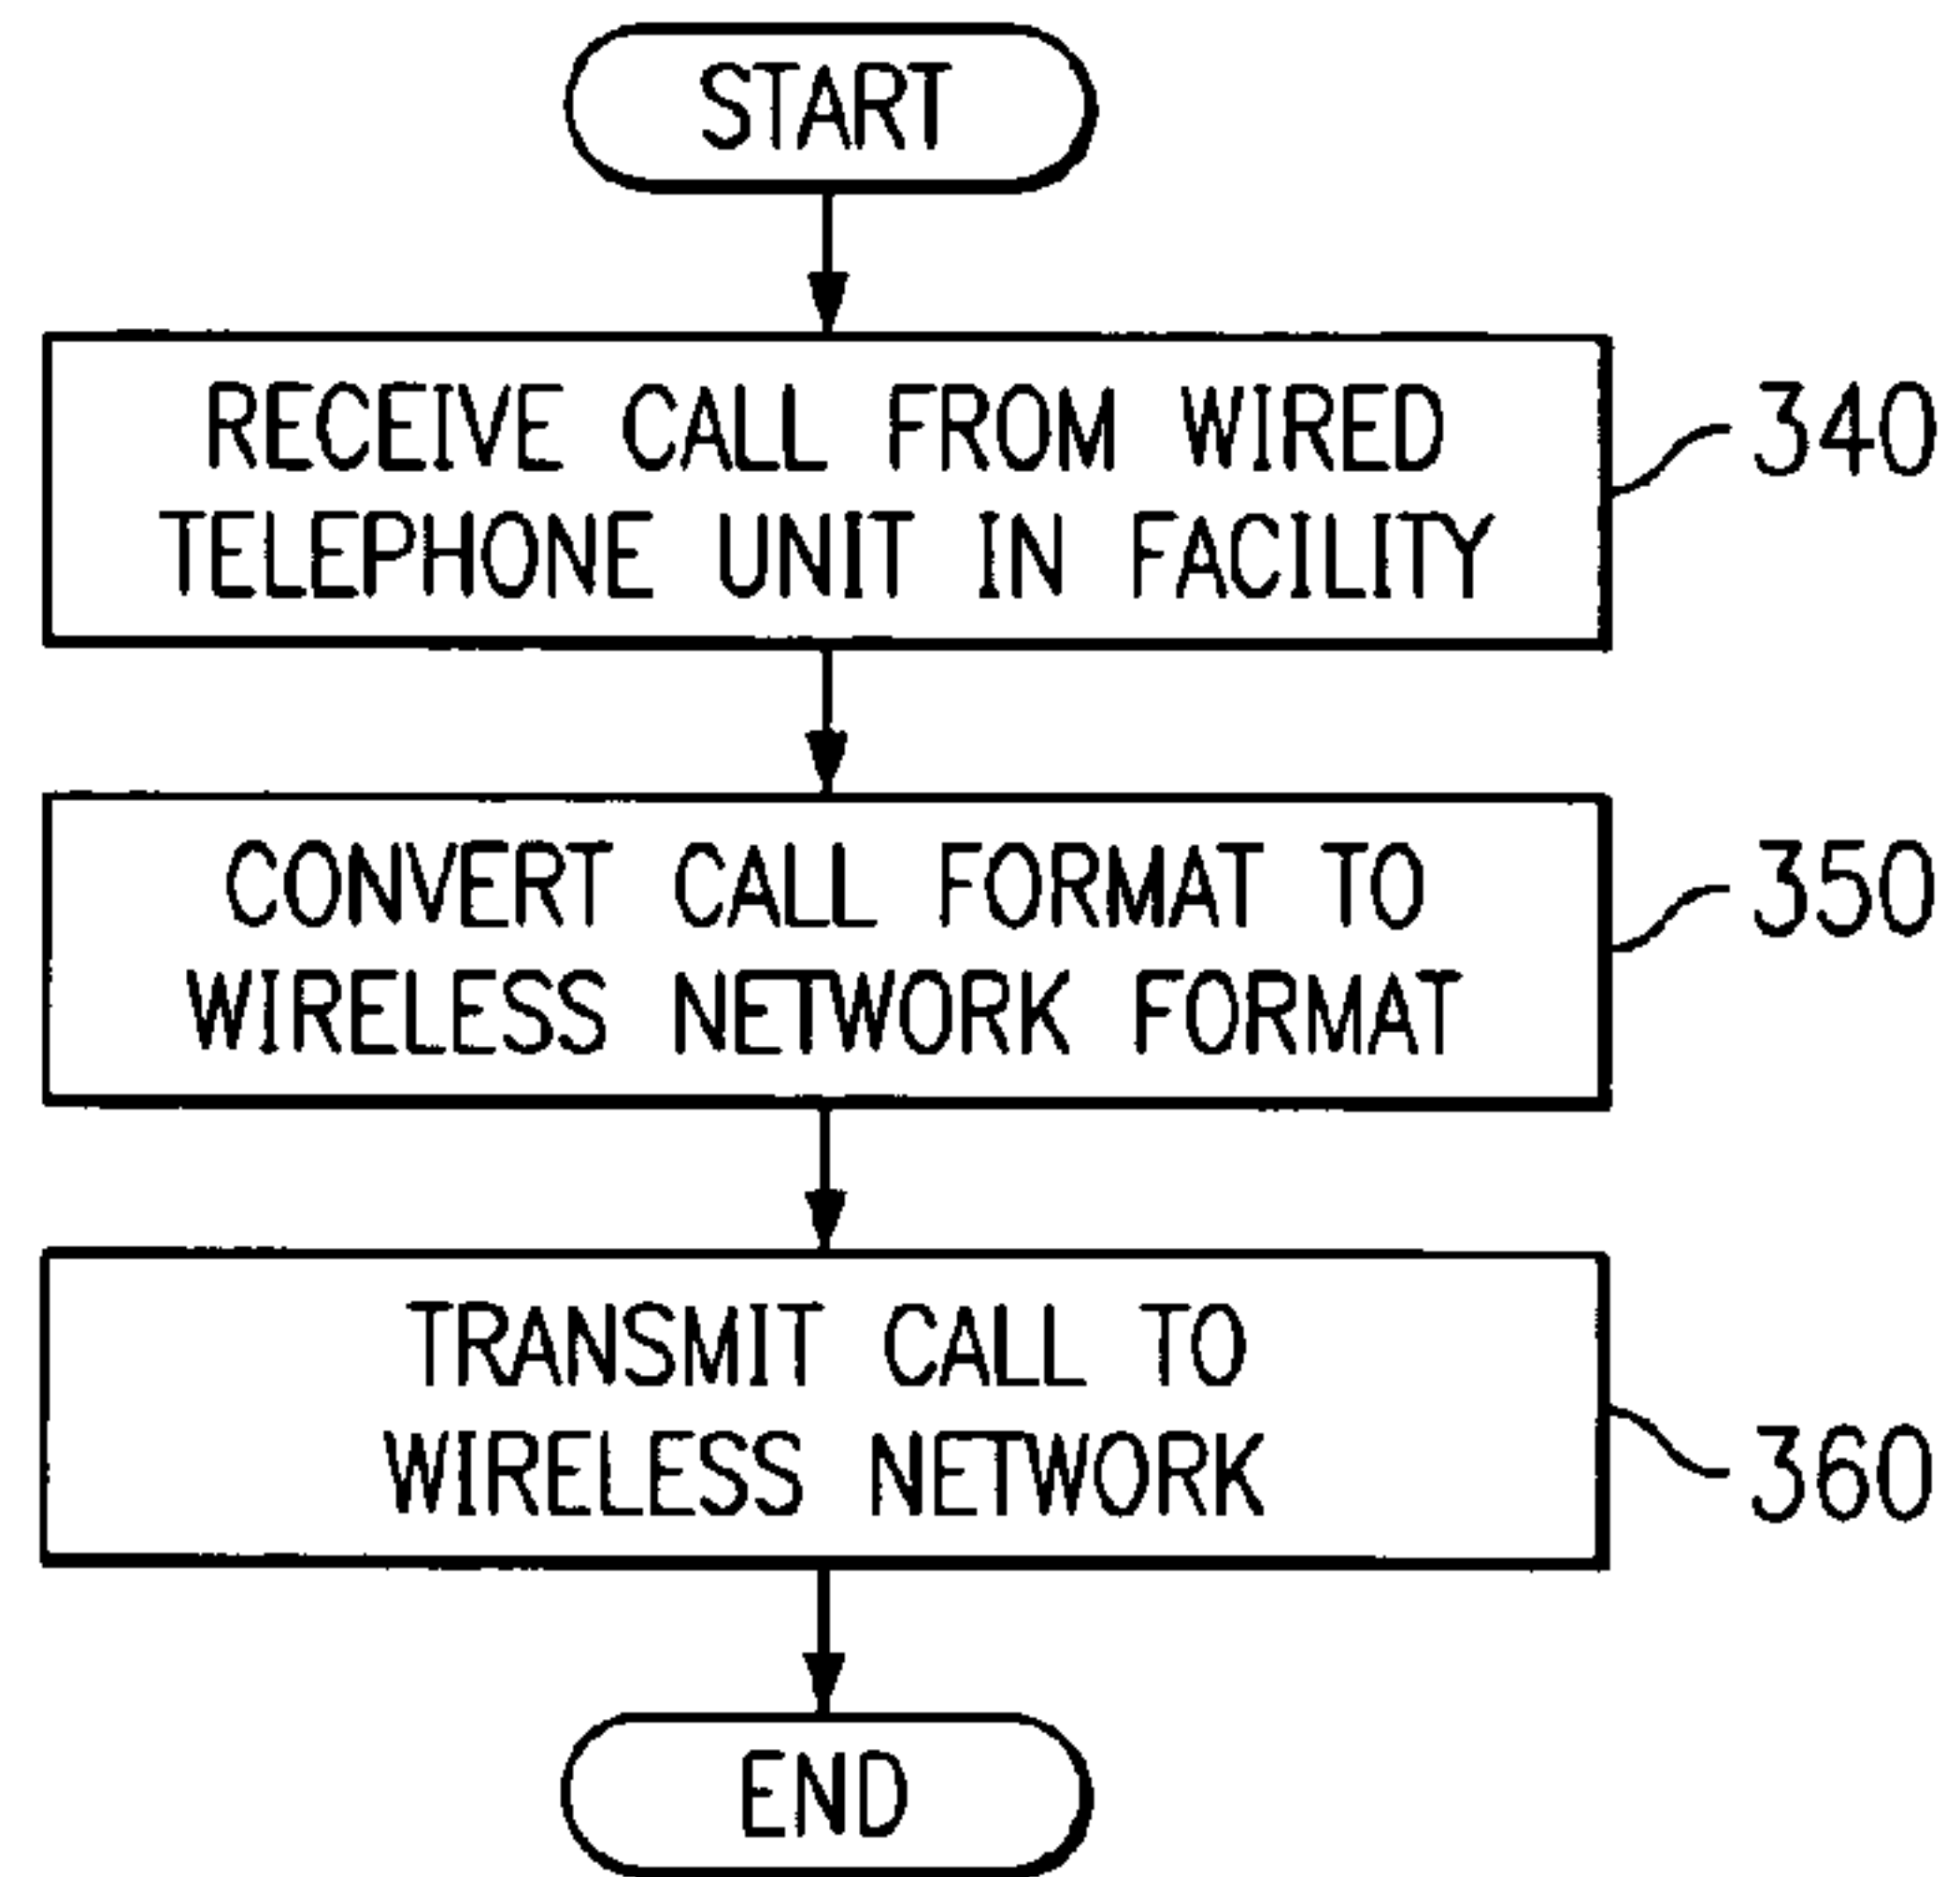 START
RECEIVE CALL FROM WIRED
TELEPHONE UNIT IN FACILITY
340
CONVERT CALL FORMAT TO
WIRELESS NETWORK FORMAT
350
TRANSMIT CALL TO
WIRELESS NETWORK
360
END